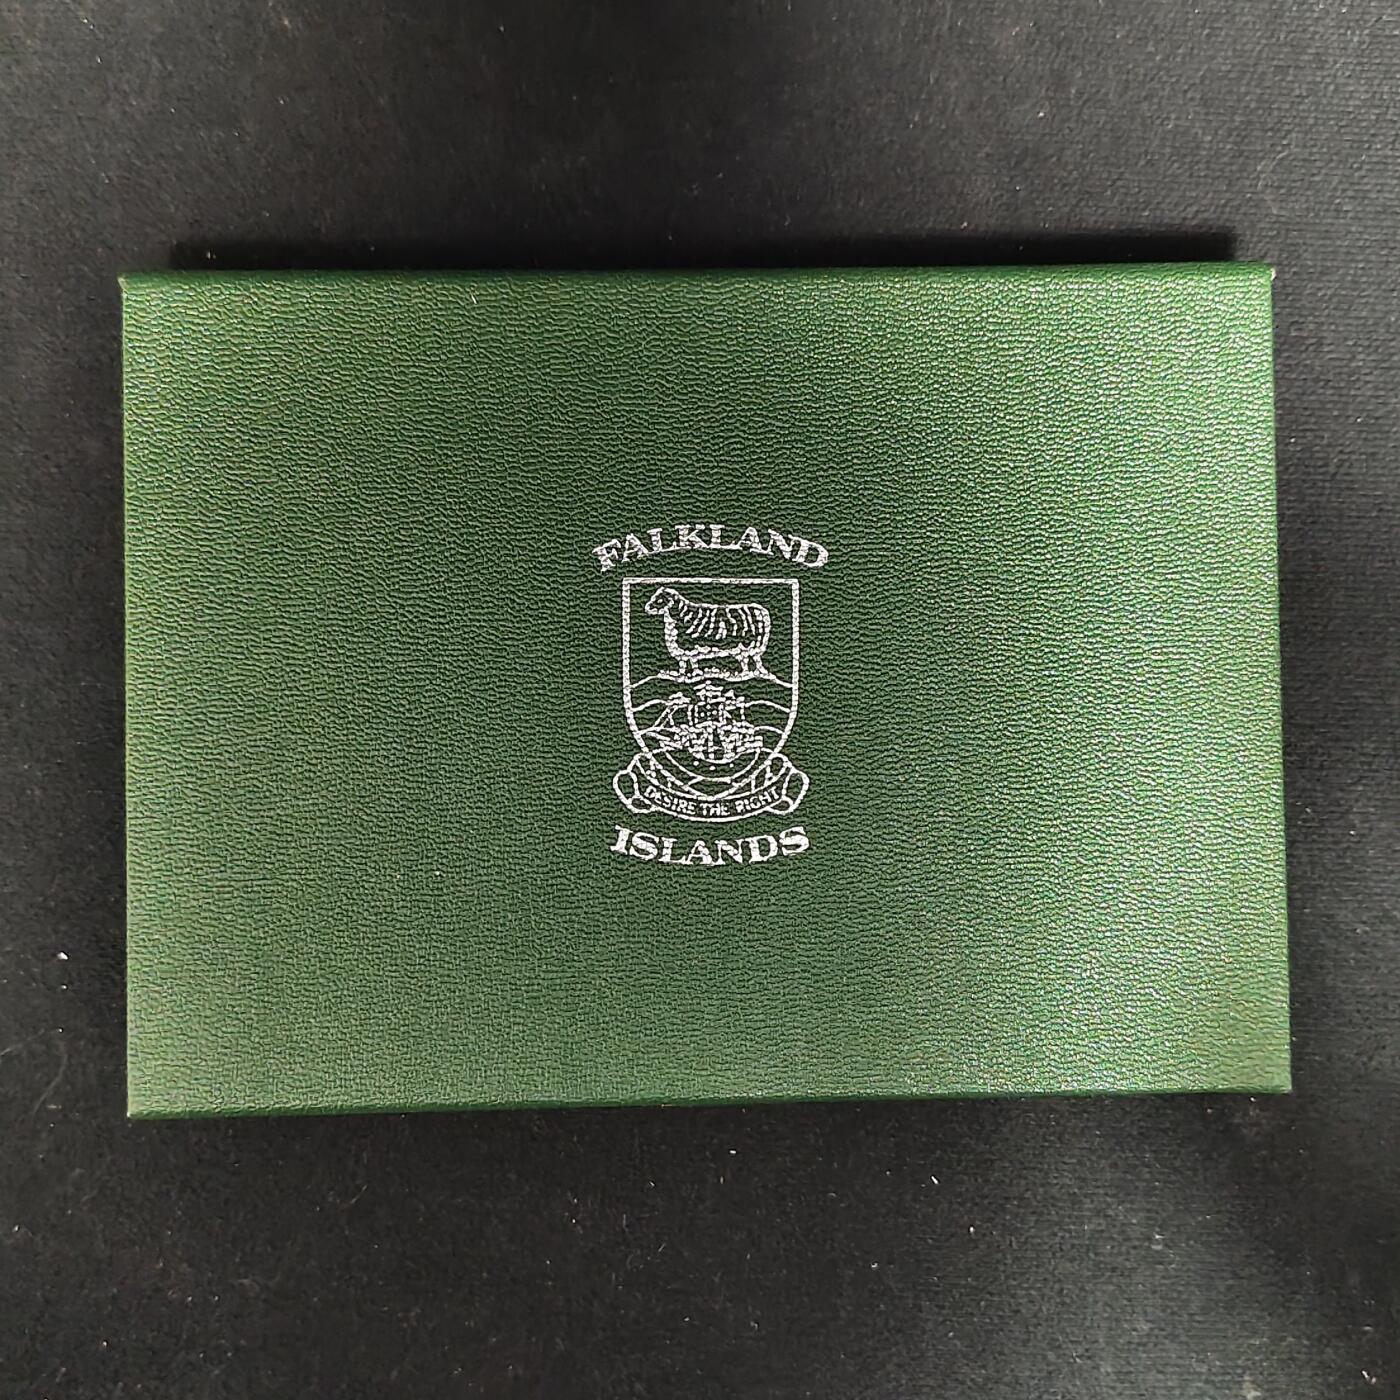 FALKLAND
DESIRE THE RIGHT
ISLANDS